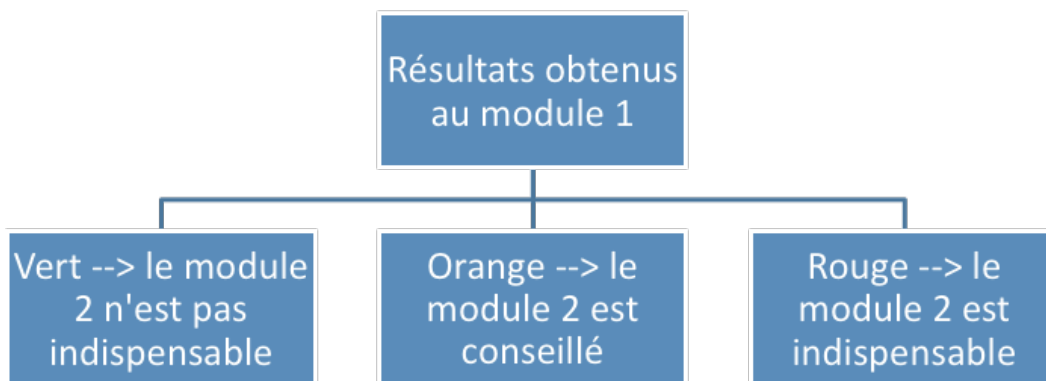 Résultats obtenus
au module 1
Vert --> le module
2 n'est pas
indispensable
Orange --> le
module 2 est
conseillé
Rouge --> le
module 2 est
indispensable